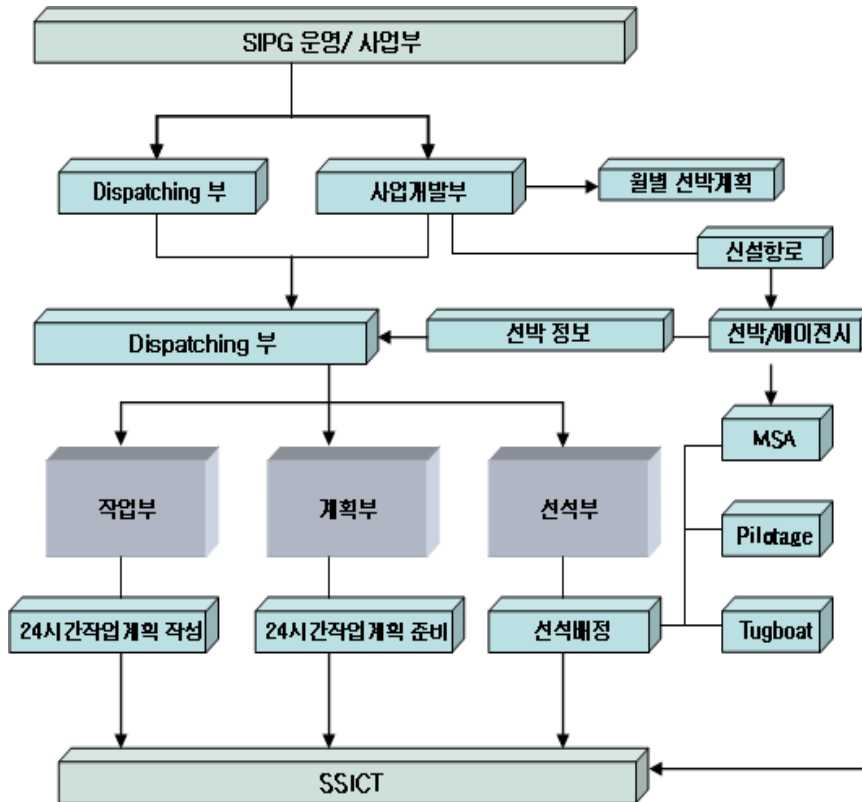 SIPG 운영/ 사업부
Dispatching 부
사업개발부
월별 선박계획
신설항로
Dispatching 부
선박 정보
선박/에이전시
MSA
작업부
계획부
선석부
Pilotage
24시간작업계획 작성
24시간작업계획 준비
선석배정
Tugboat
SSICT